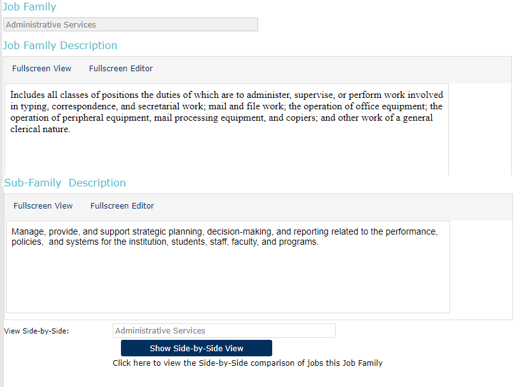 Job Family
Administrative Services
Job Family Description
Fullscreen View Fullscreen Editor
Includes all classes of positions the duties of which are to administer, supervise, or perform work involved
in typing, correspondence, and secretarial work; mail and file work; the operation of office equipment; the
operation of peripheral equipment, mail processing equipment, and copiers; and other work of a general
clerical nature.
Sub-Family Description
Fullscreen View Fullscreen Editor
Manage, provide, and support strategic planning, decision-making, and reporting related to the performance,
policies, and systems for the institution, students, staff, faculty, and programs.
View Side-by-Side: Administrative Services
Show Side-by-Side View
Click here to view the Side-by-Side comparison of jobs this Job Family